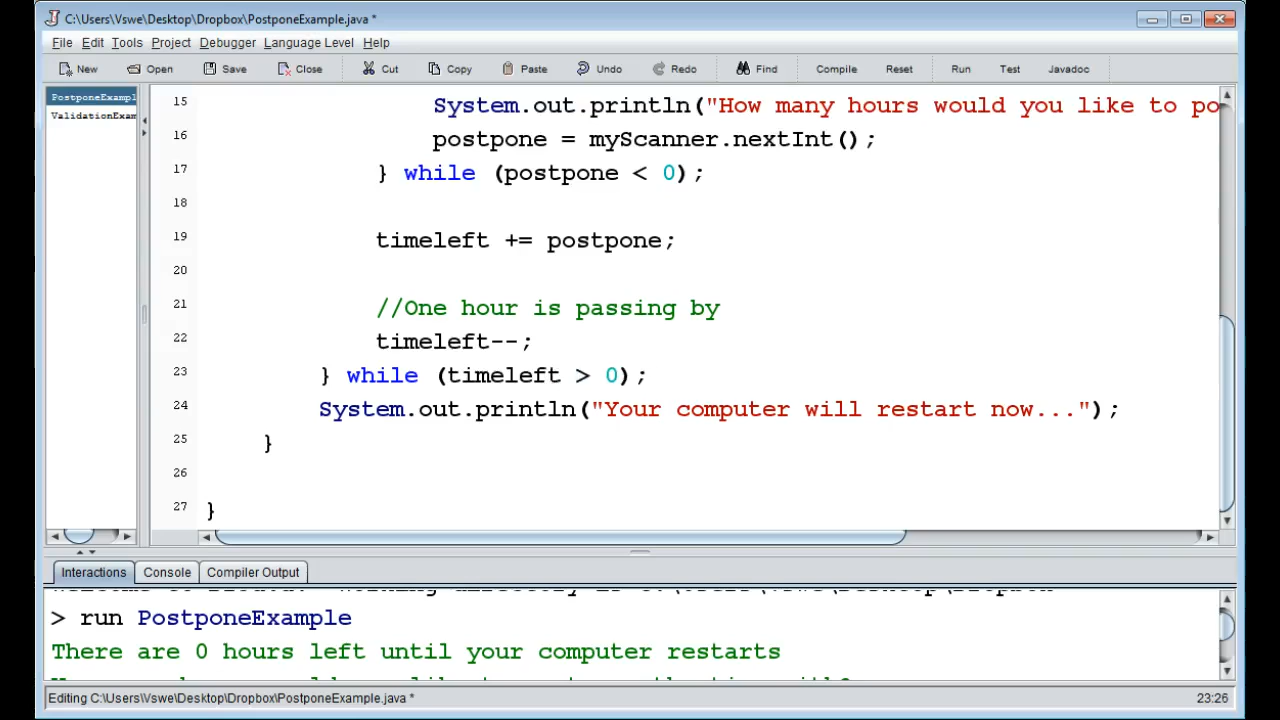 C:\Users\Vswe\Desktop\Dropbox\PostponeExample.java *
File Edit Tools Project Debugger Language Level Help
New Open Save Close Cut Copy Paste Undo Redo Find Compile Reset Run Test Javadoc
PostponeExampl
ValidationExam
15 System.out.println("How many hours would you like to po
16 postpone = myScanner.nextInt();
17 } while (postpone < 0);
18
19 timeleft += postpone;
20
21 //One hour is passing by
22 timeleft--;
23 } while (timeleft > 0);
24 System.out.println("Your computer will restart now...");
25 }
26
27 }
Interactions Console Compiler Output
> run PostponeExample
There are 0 hours left until your computer restarts
Editing C:\Users\Vswe\Desktop\Dropbox\PostponeExample.java * 23:26